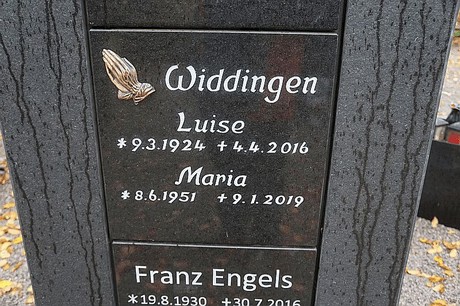 Widdingen
Luise
* 9.3.1924 + 4.4.2016
Maria
* 8.6.1951 + 9.1.2019
Franz Engels
*19.8.1930 +30.7.2016